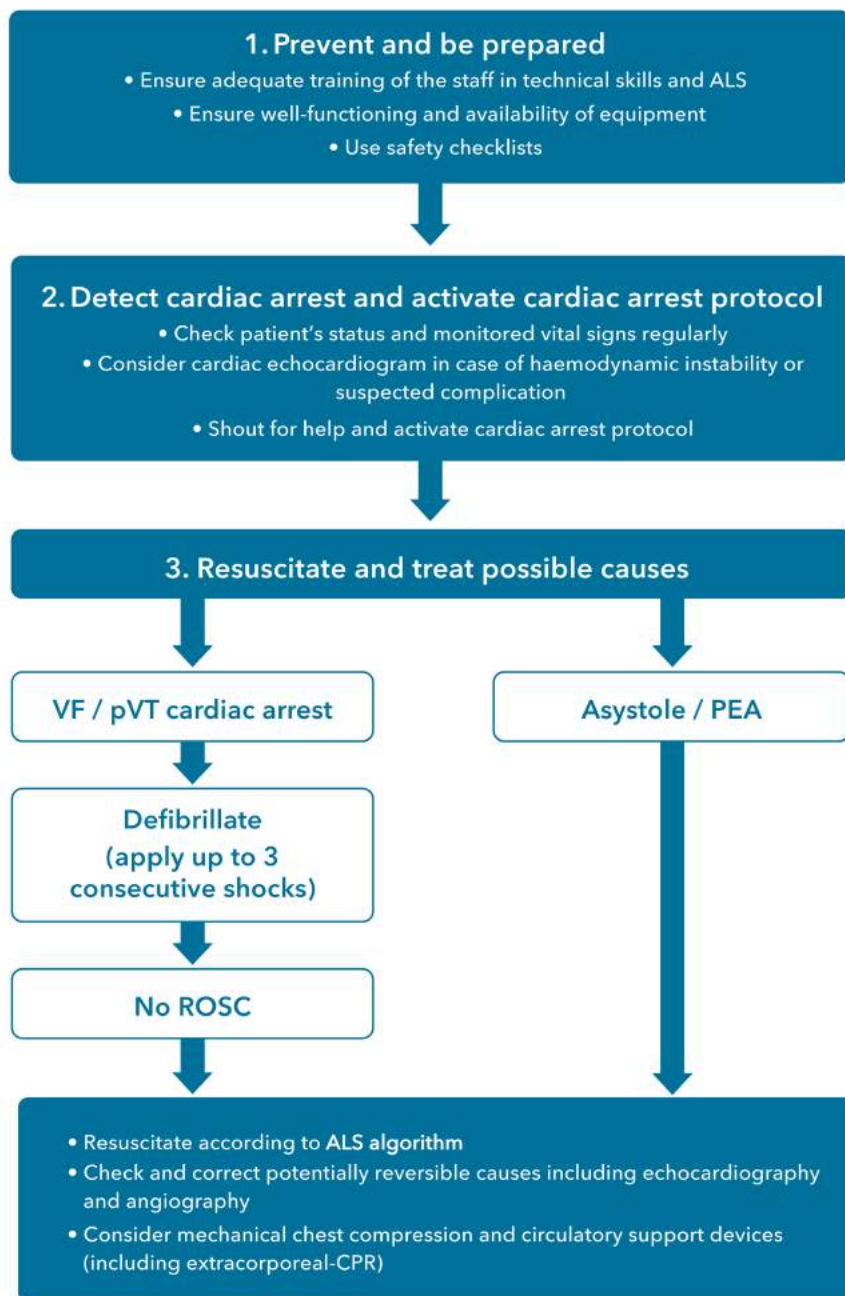 1. Prevent and be prepared
• Ensure adequate training of the staff in technical skills and ALS
• Ensure well-functioning and availability of equipment
• Use safety checklists
2. Detect cardiac arrest and activate cardiac arrest protocol
• Check patient's status and monitored vital signs regularly
• Consider cardiac echocardiogram in case of haemodynamic instability or
suspected complication
• Shout for help and activate cardiac arrest protocol
3. Resuscitate and treat possible causes
VF / pVT cardiac arrest
Asystole / PEA
Defibrillate
(apply up to 3
consecutive shocks)
No ROSC
• Resuscitate according to ALS algorithm
• Check and correct potentially reversible causes including echocardiography
and angiography
• Consider mechanical chest compression and circulatory support devices
(including extracorporeal-CPR)